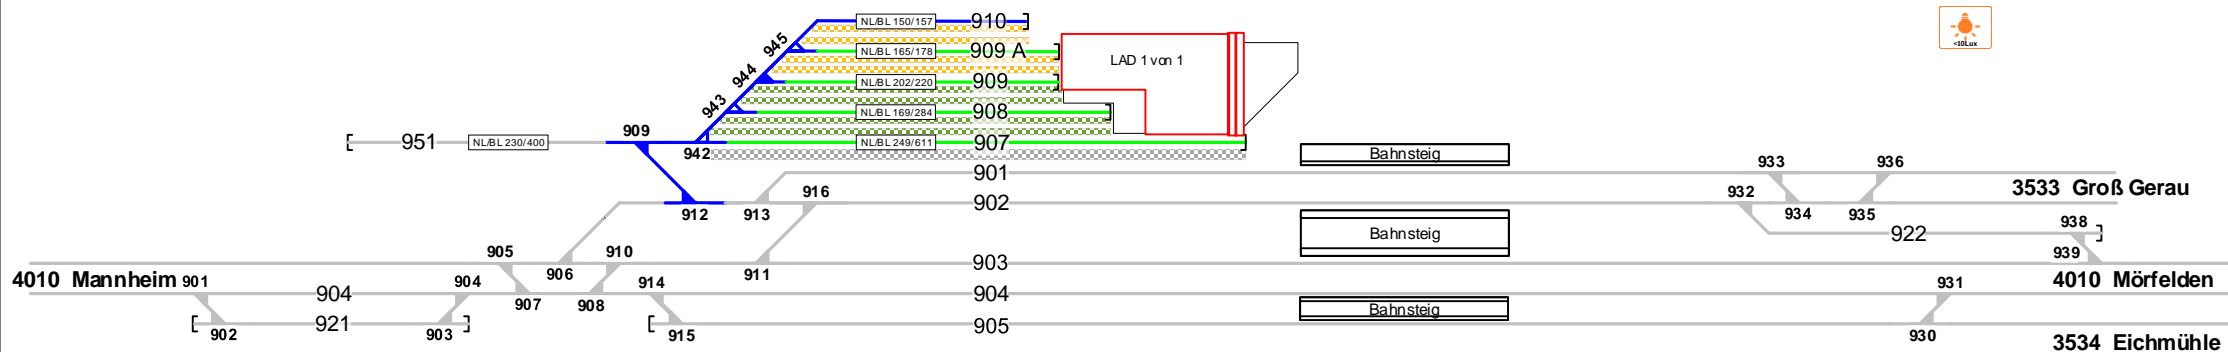 NL/BL 150/157 910
<10Lux
945
NL/BL 165/178 909 A
LAD 1 von 1
944
NL/BL 202/220 909
943
NL/BL 169/284 908
909
951 NL/BL 230/400
942
NL/BL 249/611 907
Bahnsteig
901
933 936
3533 Groß Gerau
916
932
902
912 913
934 935
938
Bahnsteig
922
905 910
939
903
906 911
4010 Mannheim 901
904
914
931
4010 Mörfelden
904
907 908
904
Bahnsteig
921
902 903
915
905
930
3534 Eichmühle